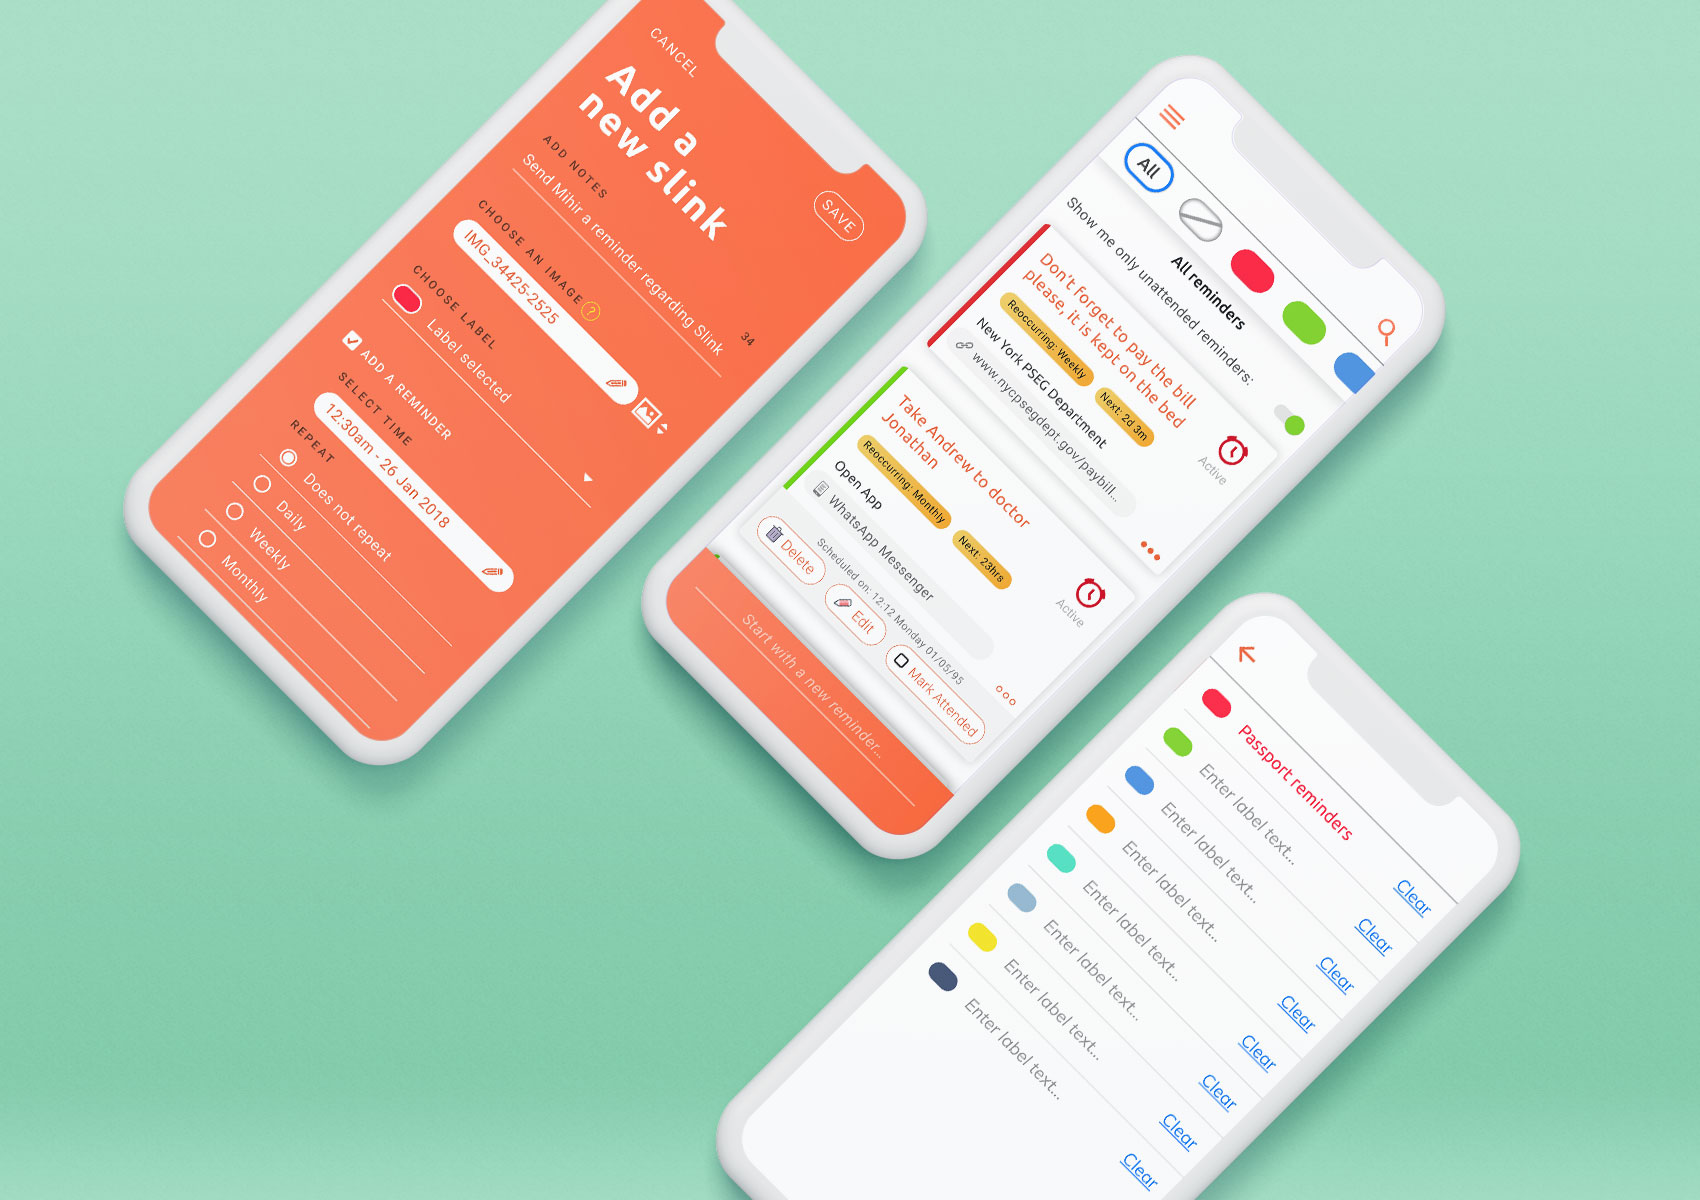 CANCEL
Add a
new slink
SAVE
ADD NOTES
Send Mihir a reminder regarding Slink
34
CHOOSE AN IMAGE ?
IMG_34425-2525
CHOOSE LABEL
Label selected
ADD A REMINDER
SELECT TIME
12:30am - 26 Jan 2018
REPEAT
Does not repeat
Daily
Weekly
Monthly
All
All reminders
Show me only unattended reminders:
Don't forget to pay the bill
please, it is kept on the bed
Reoccurring: Weekly
Next: 2d 3m
New York PSEG Department
www.nycpsegdept.gov/paybill...
Active
Take Andrew to doctor
Jonathan
Reoccurring: Monthly
Next: 23hrs
Open App
WhatsApp Messenger
Active
Scheduled on: 12:12 Monday 01/05/95
Delete
Edit
Mark Attended
Start with a new reminder...
Passport reminders
Clear
Enter label text...
Clear
Enter label text...
Clear
Enter label text...
Clear
Enter label text...
Clear
Enter label text...
Clear
Enter label text...
Clear
Enter label text...
Clear